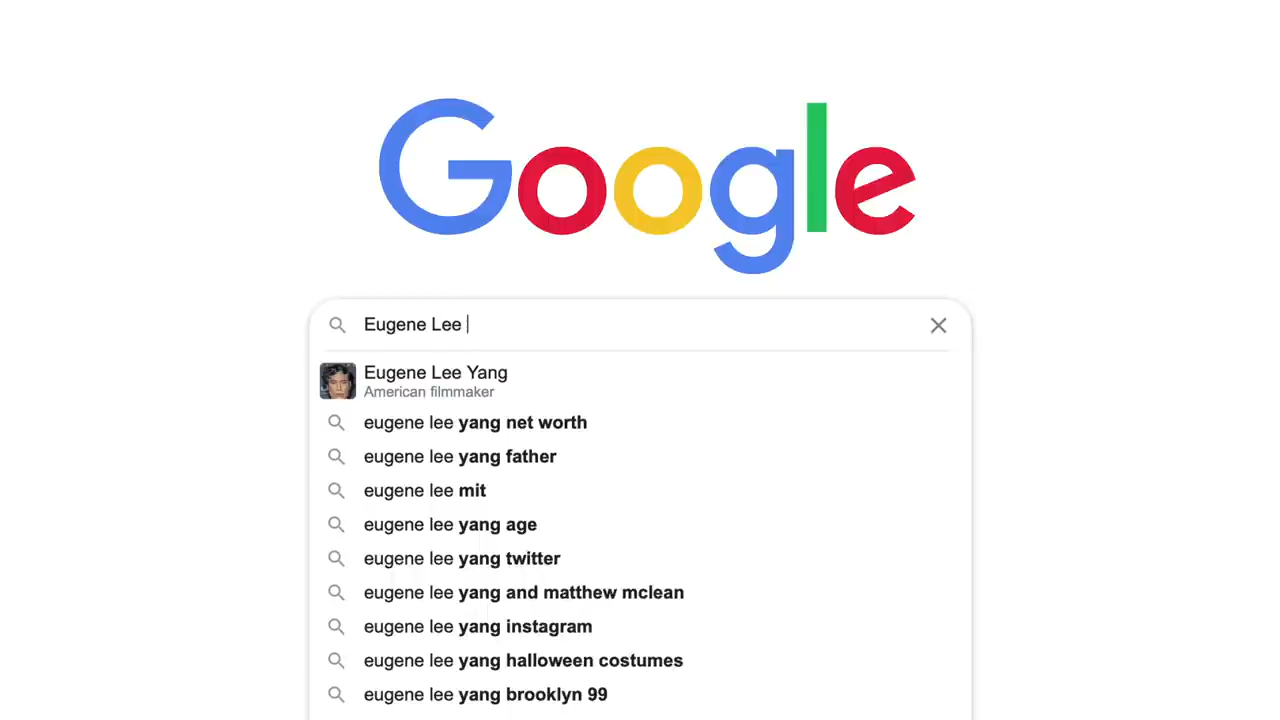 Google
Eugene Lee
Eugene Lee Yang
American filmmaker
eugene lee yang net worth
eugene lee yang father
eugene lee mit
eugene lee yang age
eugene lee yang twitter
eugene lee yang and matthew mclean
eugene lee yang instagram
eugene lee yang halloween costumes
eugene lee yang brooklyn 99